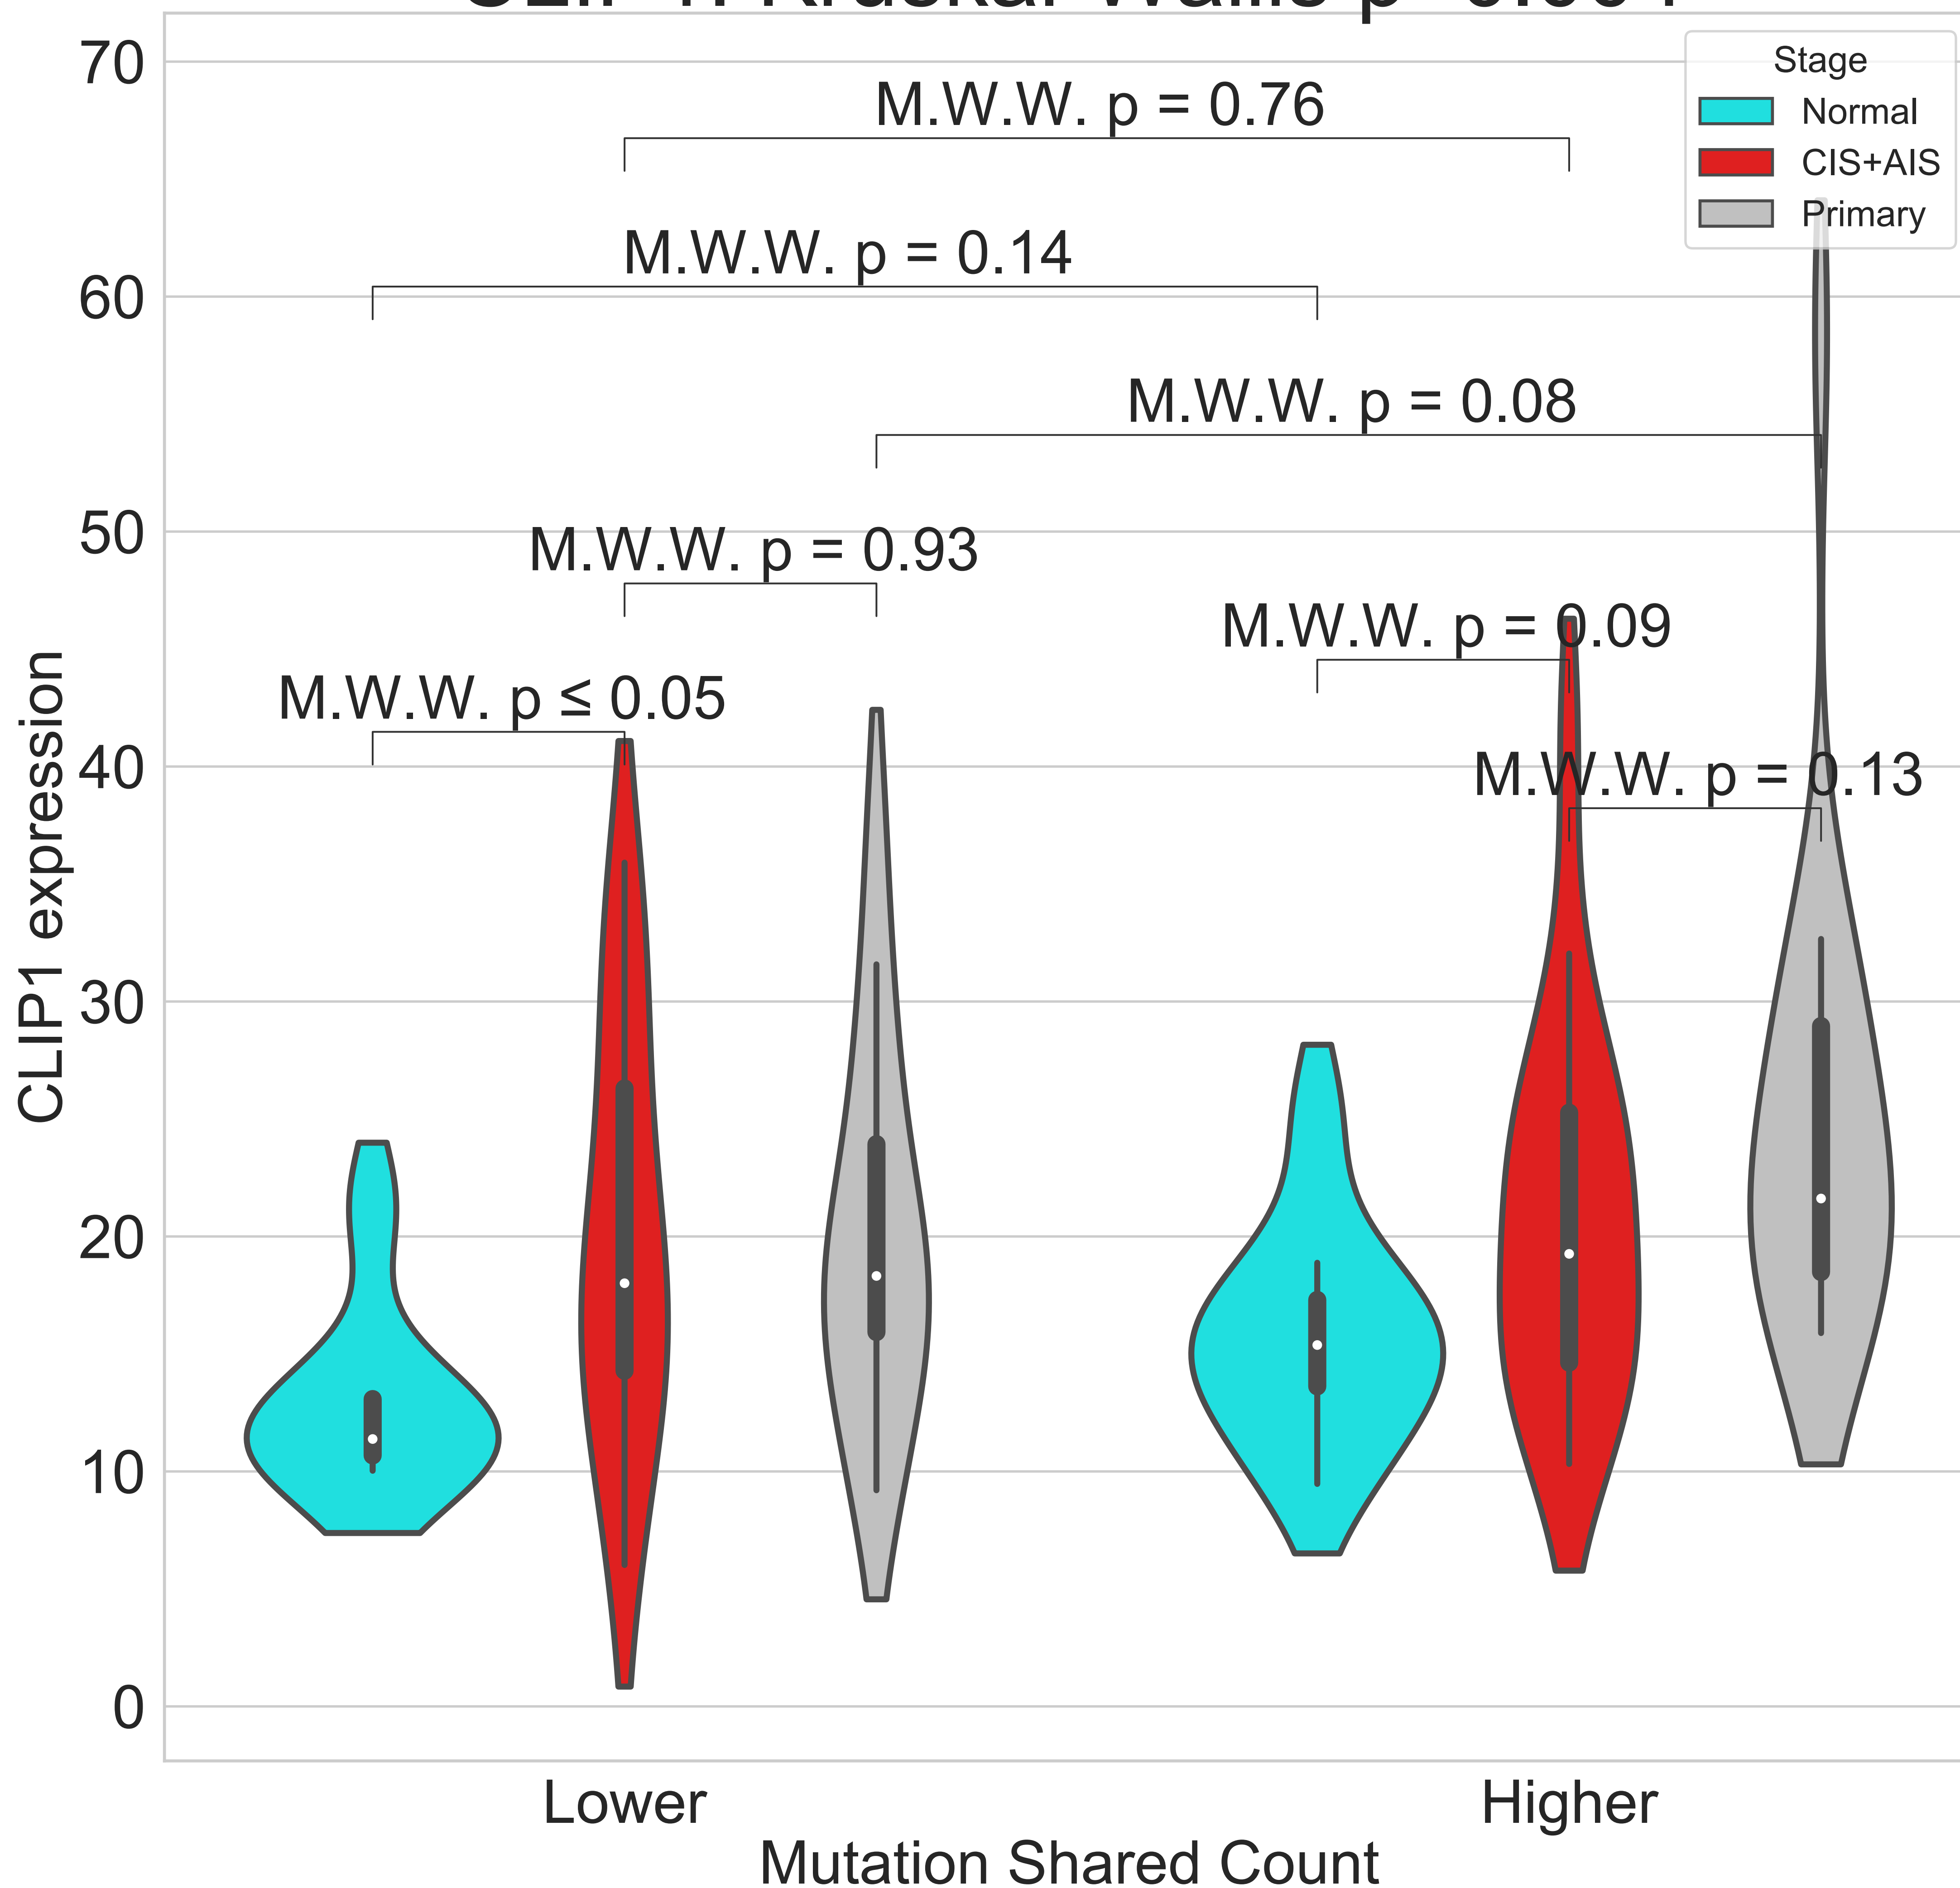 70
60
50
40
30
20
10
0
CLIP1 expression
Stage
Normal
CIS+AIS
Primary
M.W.W. p = 0.76
M.W.W. p = 0.14
M.W.W. p = 0.08
M.W.W. p = 0.93
M.W.W. p = 0.09
M.W.W. p ≤ 0.05
M.W.W. p = 0.13
Lower
Higher
Mutation Shared Count